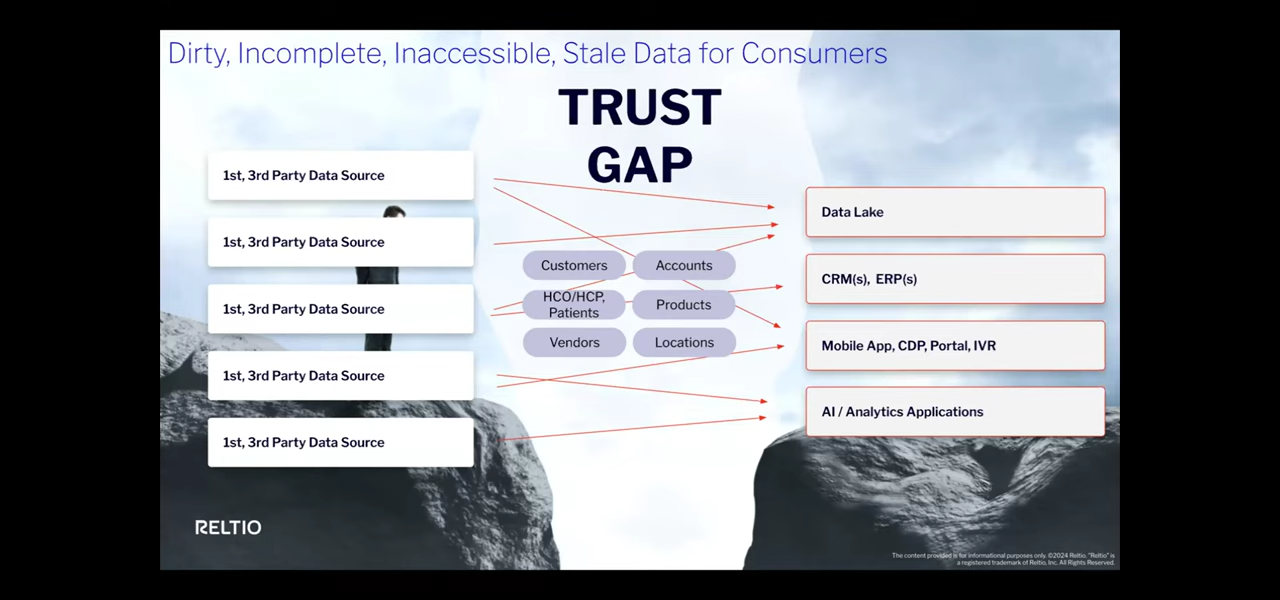 Dirty, Incomplete, Inaccessible, Stale Data for Consumers
TRUST
GAP
1st, 3rd Party Data Source
1st, 3rd Party Data Source
1st, 3rd Party Data Source
1st, 3rd Party Data Source
1st, 3rd Party Data Source
Customers
Accounts
HCO/HCP,
Patients
Products
Vendors
Locations
Data Lake
CRM(s), ERP(s)
Mobile App, CDP, Portal, IVR
AI / Analytics Applications
RELTIO
The content provided is for informational purposes only. ©2024 Reltio. "Reltio" is
a registered trademark of Reltio, Inc. All Rights Reserved.